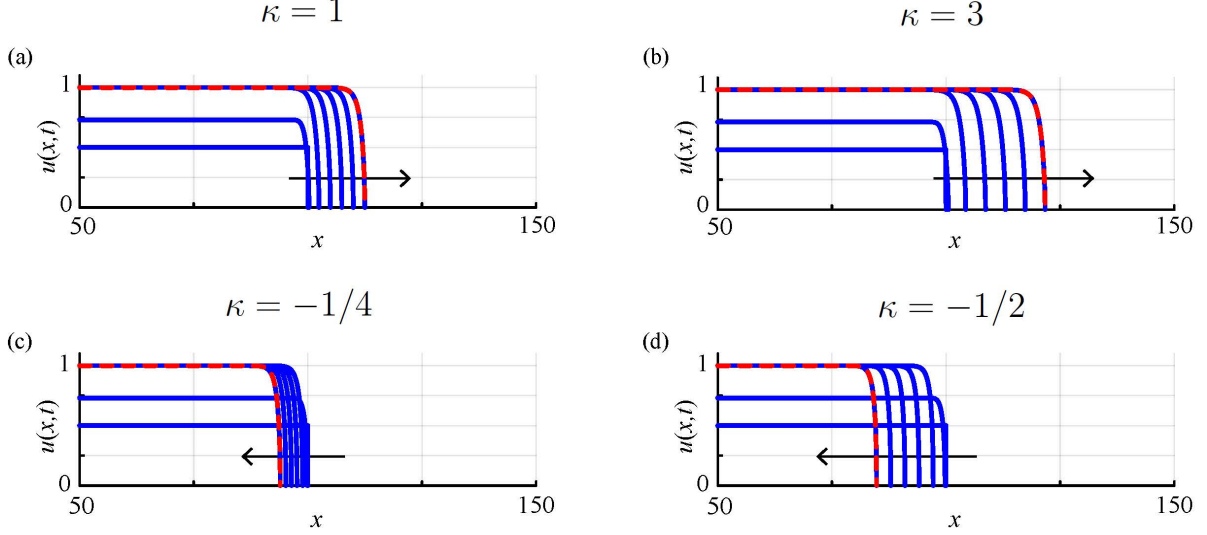 κ = 1
κ = 3
(a)
1
u(x,t)
0
50
x
150
(b)
1
u(x,t)
0
50
x
150
κ = −1/4
κ = −1/2
(c)
1
u(x,t)
0
50
x
150
(d)
1
u(x,t)
0
50
x
150